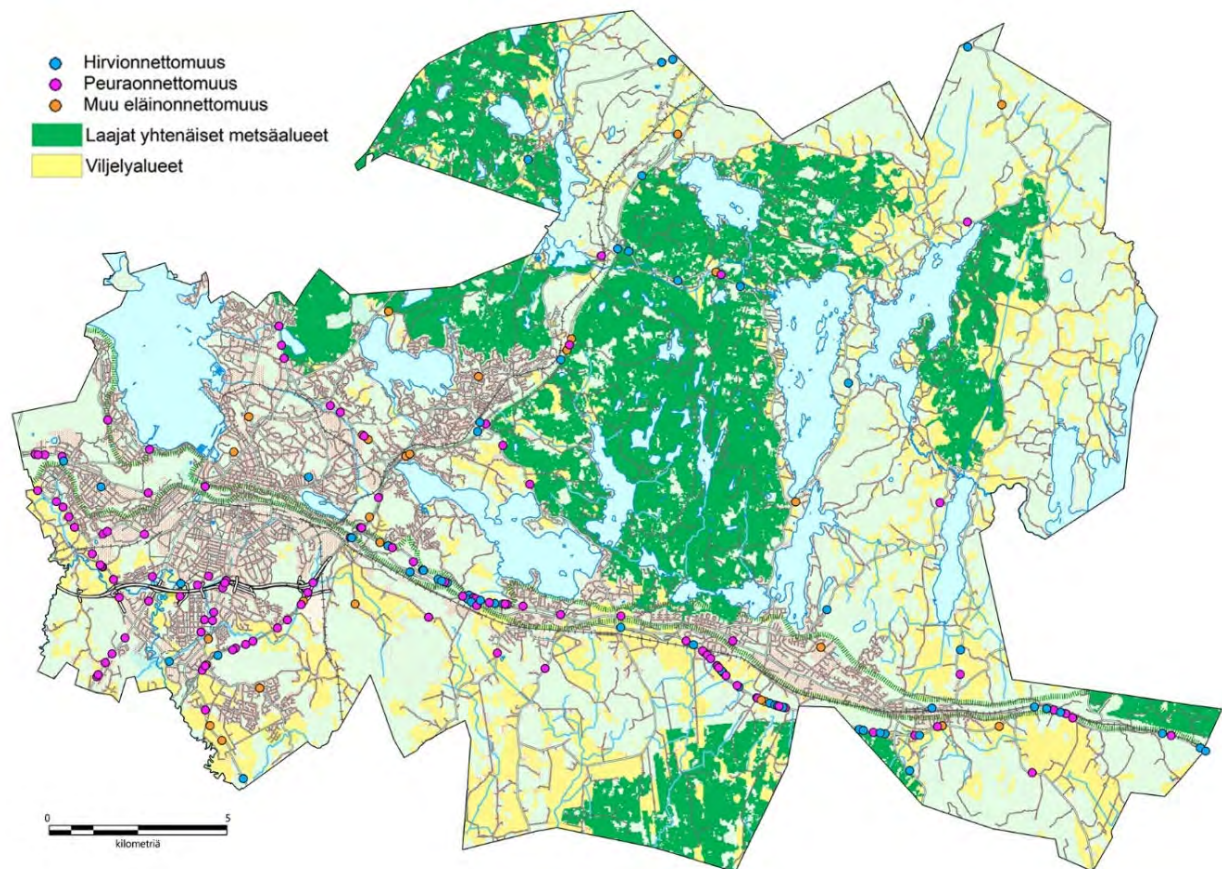 Hirvionnettomuus
Peuraonnettomuus
Muu eläinonnettomuus
Laajat yhtenäiset metsäalueet
Viljelyalueet
0 5
kilometriä